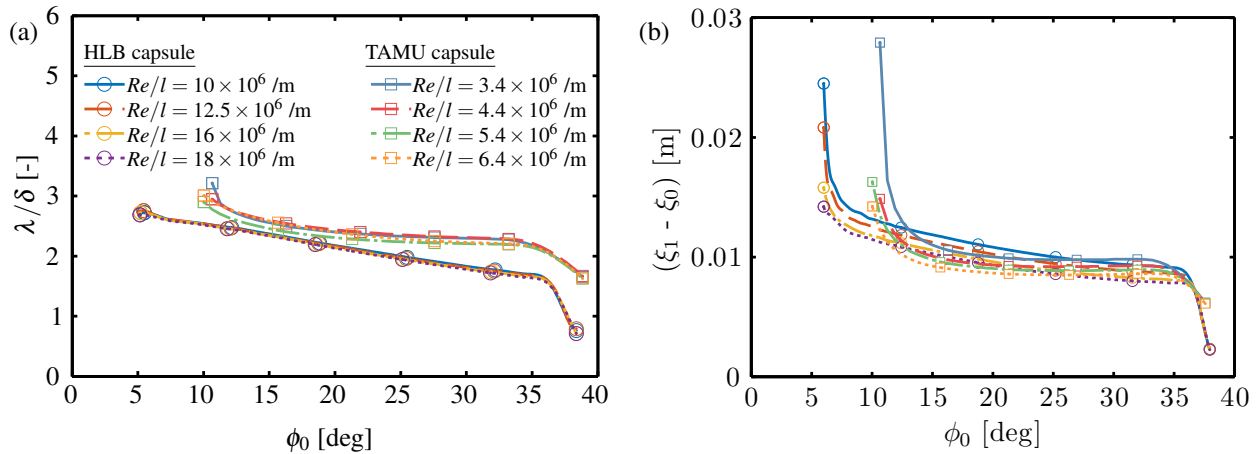 (a)
6
5
4
3
2
1
0
λ/δ [-]
HLB capsule
Re/l = 10 × 10⁶ /m
Re/l = 12.5 × 10⁶ /m
Re/l = 16 × 10⁶ /m
Re/l = 18 × 10⁶ /m
TAMU capsule
Re/l = 3.4 × 10⁶ /m
Re/l = 4.4 × 10⁶ /m
Re/l = 5.4 × 10⁶ /m
Re/l = 6.4 × 10⁶ /m
0 5 10 15 20 25 30 35 40
ϕ₀ [deg]
(b)
0.03
0.02
0.01
0
(ξ₁ - ξ₀) [m]
0 5 10 15 20 25 30 35 40
ϕ₀ [deg]